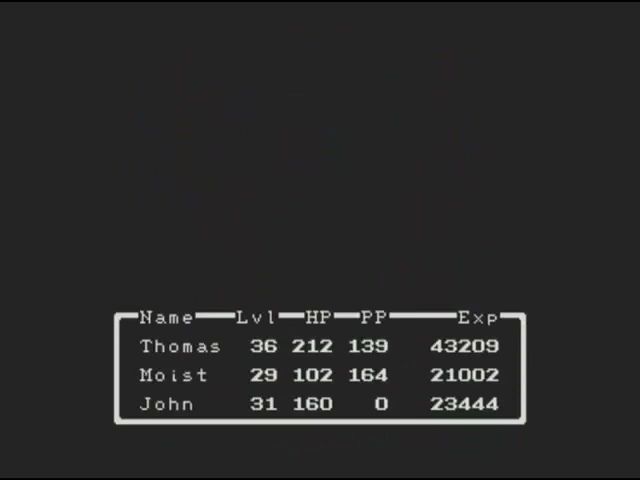 Name Lvl HP PP Exp
Thomas 36 212 139 43209
Moist 29 102 164 21002
John 31 160 0 23444